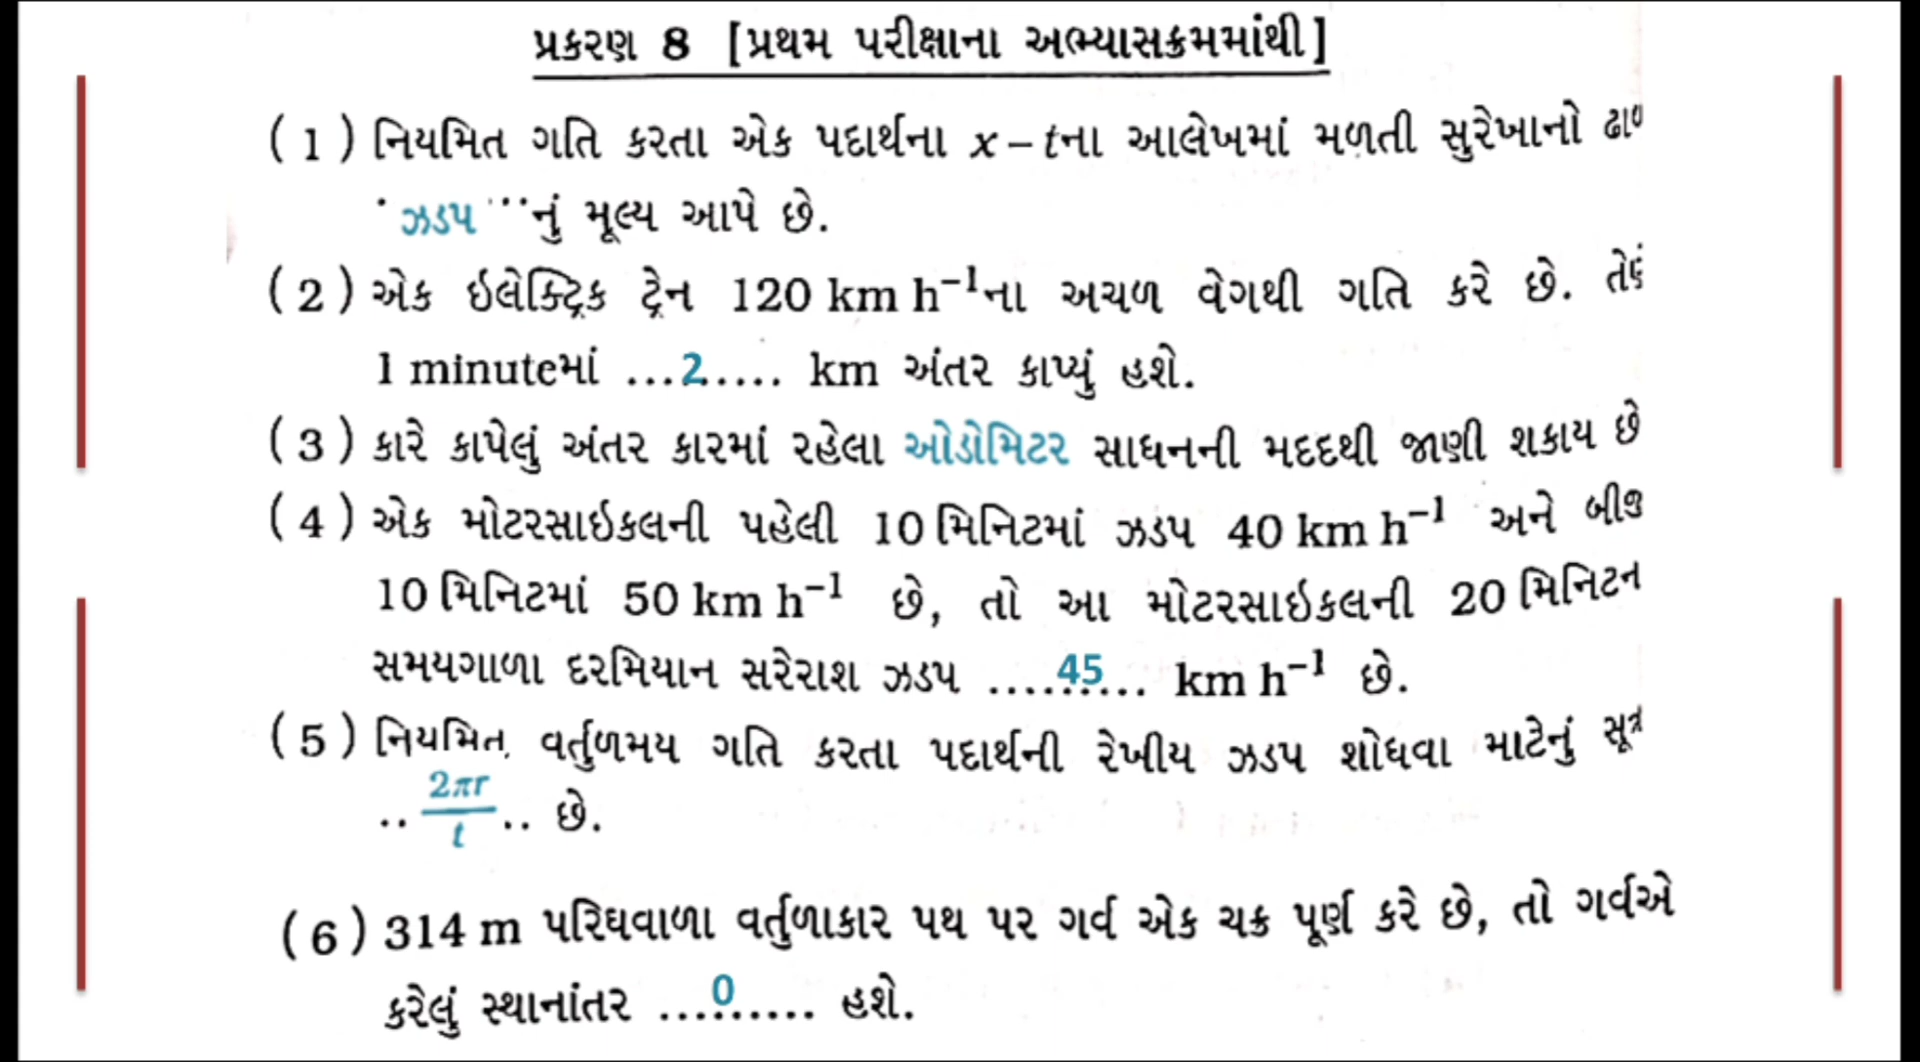 પ્રકરણ 8 [પ્રથમ પરીક્ષાના અભ્યાસક્રમમાંથી]
(1) નિયમિત ગતિ કરતા એક પદાર્થના x – tના આલેખમાં મળતી સુરેખાનો ઢાળ
ઝડપ ...નું મૂલ્ય આપે છે.
(2) એક ઇલેક્ટ્રિક ટ્રેન 120 km h⁻¹ના અચળ વેગથી ગતિ કરે છે.
1 minuteમાં ...2..... km અંતર કાપ્યું હશે.
(3) કારે કાપેલું અંતર કારમાં રહેલા ઓડોમિટર સાધનની મદદથી જાણી શકાય છે
(4) એક મોટરસાઇકલની પહેલી 10 મિનિટમાં ઝડપ 40 km h⁻¹ અને બીજી
10 મિનિટમાં 50 km h⁻¹ છે, તો આ મોટરસાઇકલની 20 મિનિટન
સમયગાળા દરમિયાન સરેરાશ ઝડપ ....45.... km h⁻¹ છે.
(5) નિયમિત વર્તુળમય ગતિ કરતા પદાર્થની રેખીય ઝડપ શોધવા માટેનું સૂત્ર
.. 2πr/t .. છે.
(6) 314 m પરિઘવાળા વર્તુળાકાર પથ પર ગર્વ એક ચક્ર પૂર્ણ કરે છે, તો ગર્વએ
કરેલું સ્થાનાંતર ...0...... હશે.